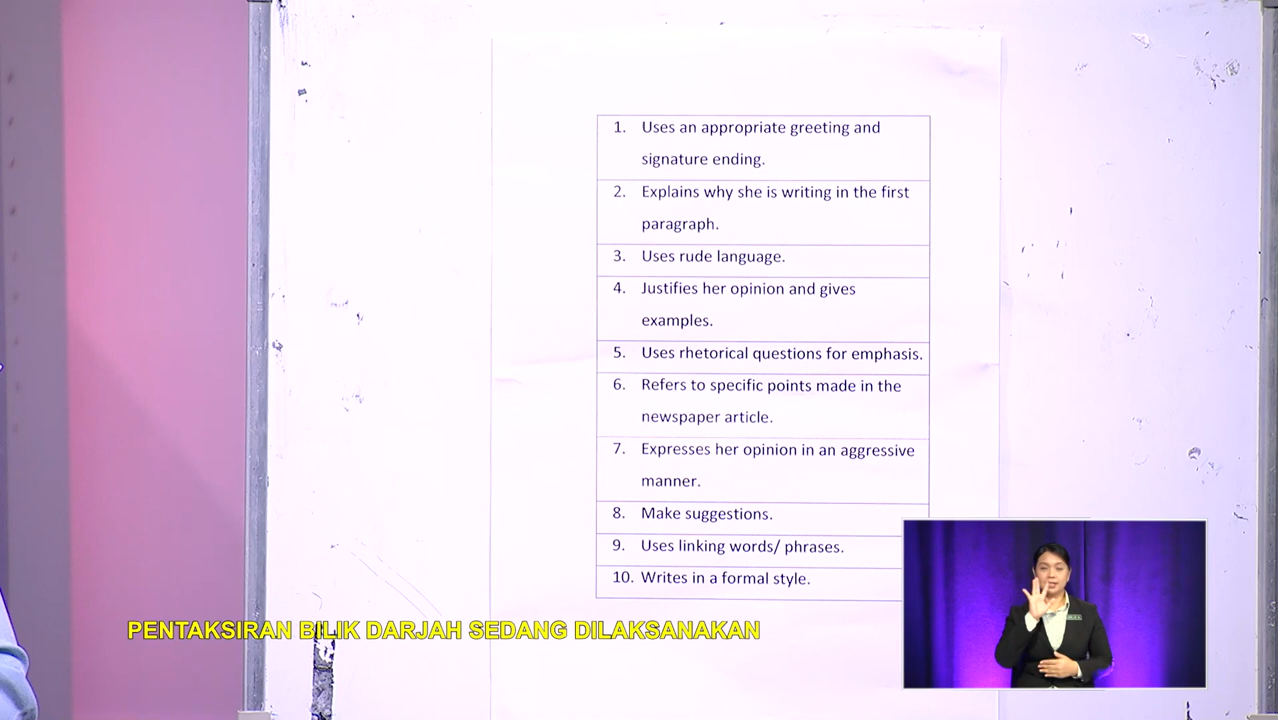 1. Uses an appropriate greeting and
signature ending.
2. Explains why she is writing in the first
paragraph.
3. Uses rude language.
4. Justifies her opinion and gives
examples.
5. Uses rhetorical questions for emphasis.
6. Refers to specific points made in the
newspaper article.
7. Expresses her opinion in an aggressive
manner.
8. Make suggestions.
9. Uses linking words/ phrases.
10. Writes in a formal style.
PENTAKSIRAN BILIK DARJAH SEDANG DILAKSANAKAN